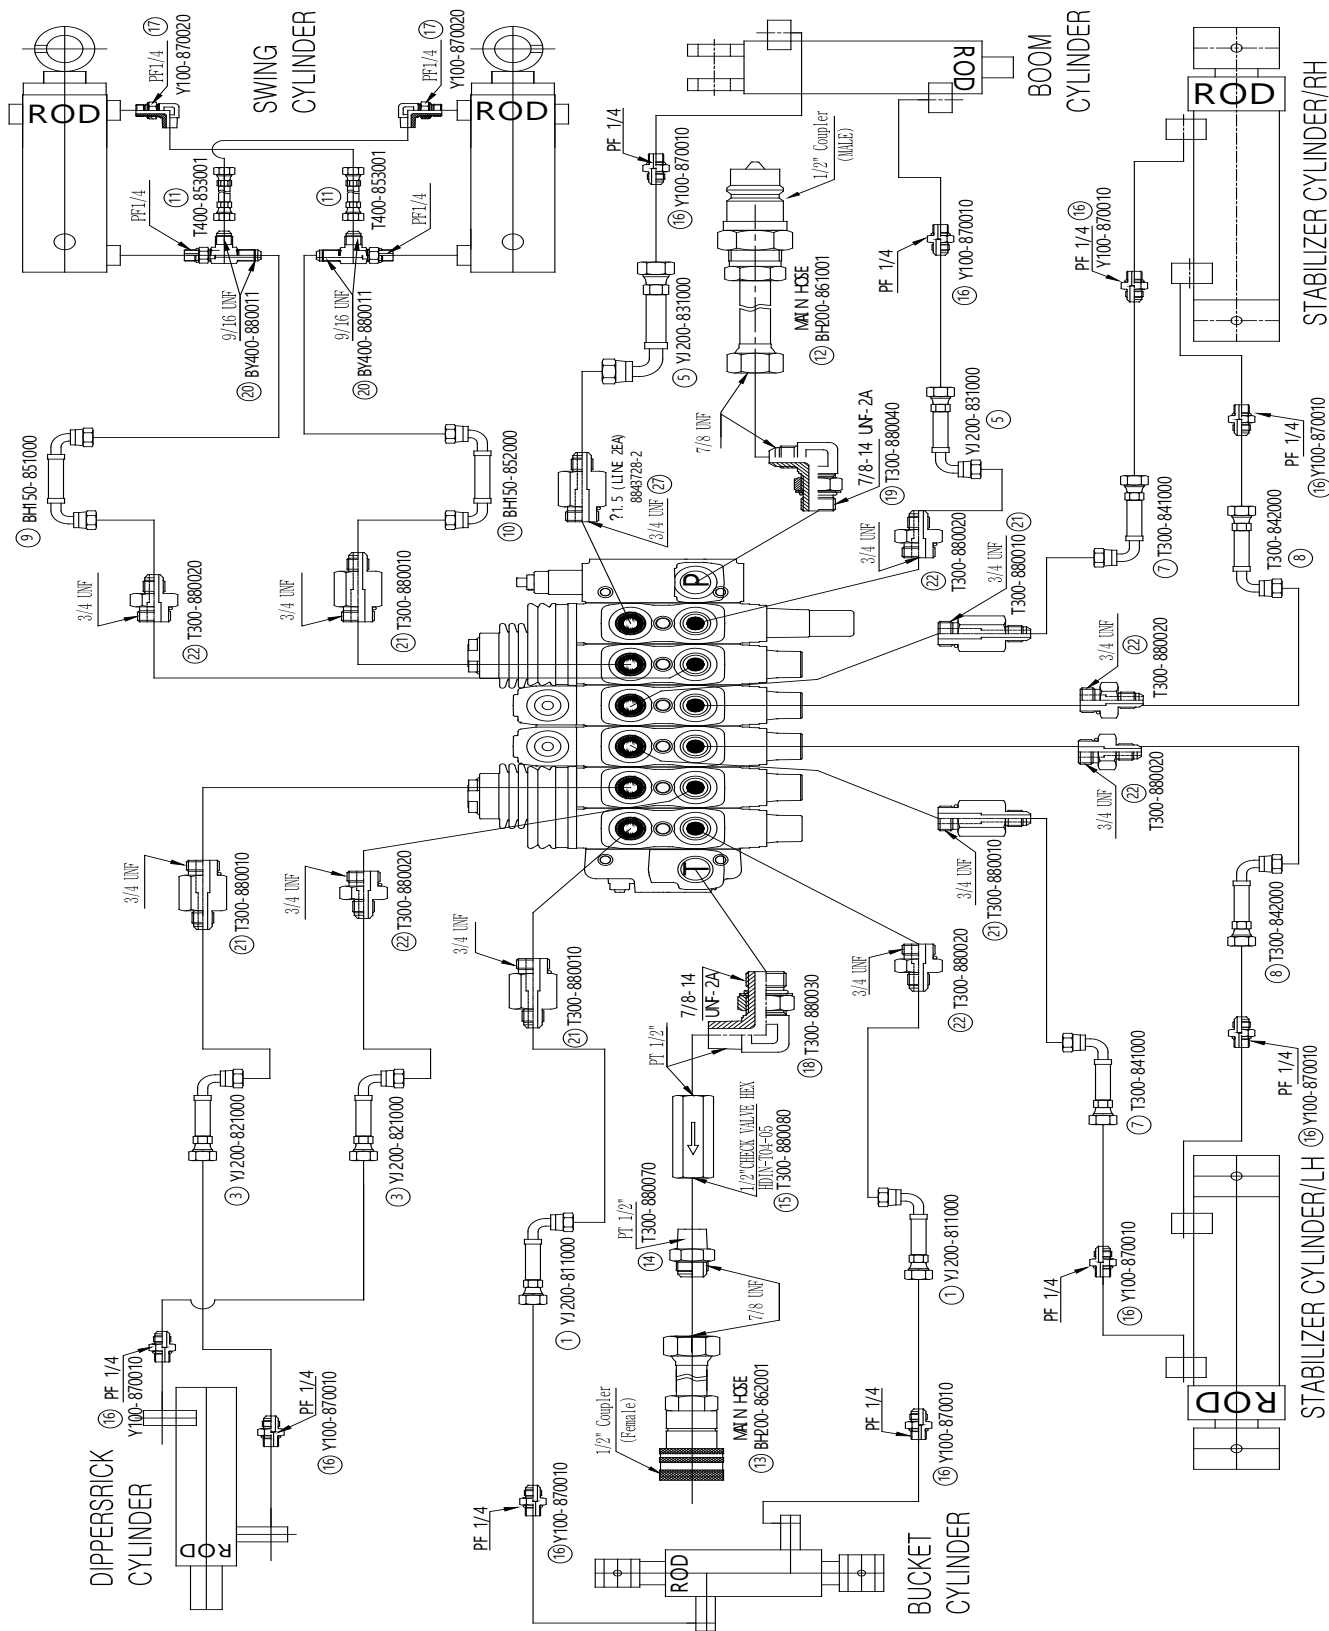 SWING
CYLINDER
ROD
PF1/4 ⑰
Y100-870020
PF1/4 ⑰
Y100-870020
ROD
⑪
T400-853001
⑪
T400-853001
PF1/4
PF1/4
9/16 UNF
⑳ BY400-880011
9/16 UNF
⑳ BY400-880011
⑨ BH150-851000
⑩ BH150-852000
3/4 UNF
㉒ T300-880020
3/4 UNF
㉑ T300-880010
BOOM
CYLINDER
ROD
PF 1/4
⑯ Y100-870010
1/2" Coupler
(MALE)
MAIN HOSE
⑫ BH200-861001
⑤ YJ200-831000
?1.5 (LINE 2EA)
8843728-2
3/4 UNF ㉗
7/8 UNF
7/8-14 UNF-2A
⑲ T300-880040
PF 1/4
⑯ Y100-870010
YJ200-831000
⑤
3/4 UNF
㉒ T300-880020
3/4 UNF
T300-880010 ㉑
STABILIZER CYLINDER/RH
ROD
PF 1/4 ⑯
Y100-870010
⑦ T300-841000
PF 1/4
⑯ Y100-870010
T300-842000
⑧
3/4 UNF
㉒
T300-880020
3/4 UNF
㉒
T300-880020
P
T
3/4 UNF
㉑ T300-880010
3/4 UNF
㉒ T300-880020
3/4 UNF
㉑ T300-880010
3/4 UNF
㉒ T300-880020
3/4 UNF
㉑ T300-880010
7/8-14
UNF-2A
PT 1/2"
⑱ T300-880030
1/2"CHECK VALVE HEX
HDIN-T04-05
⑮ T300-880080
PT 1/2"
T300-880070
⑭
7/8 UNF
1/2" Coupler
(Female)
MAIN HOSE
⑬ BH200-862001
③ YJ200-821000
③ YJ200-821000
⑯ PF 1/4
Y100-870010
PF 1/4
⑯ Y100-870010
DIPPERSRICK
CYLINDER
ROD
① YJ200-811000
PF 1/4
⑯ Y100-870010
① YJ200-811000
PF 1/4
⑯ Y100-870010
BUCKET
CYLINDER
ROD
⑧ T300-842000
⑦ T300-841000
PF 1/4
⑯ Y100-870010
PF 1/4
⑯ Y100-870010
STABILIZER CYLINDER/LH
ROD